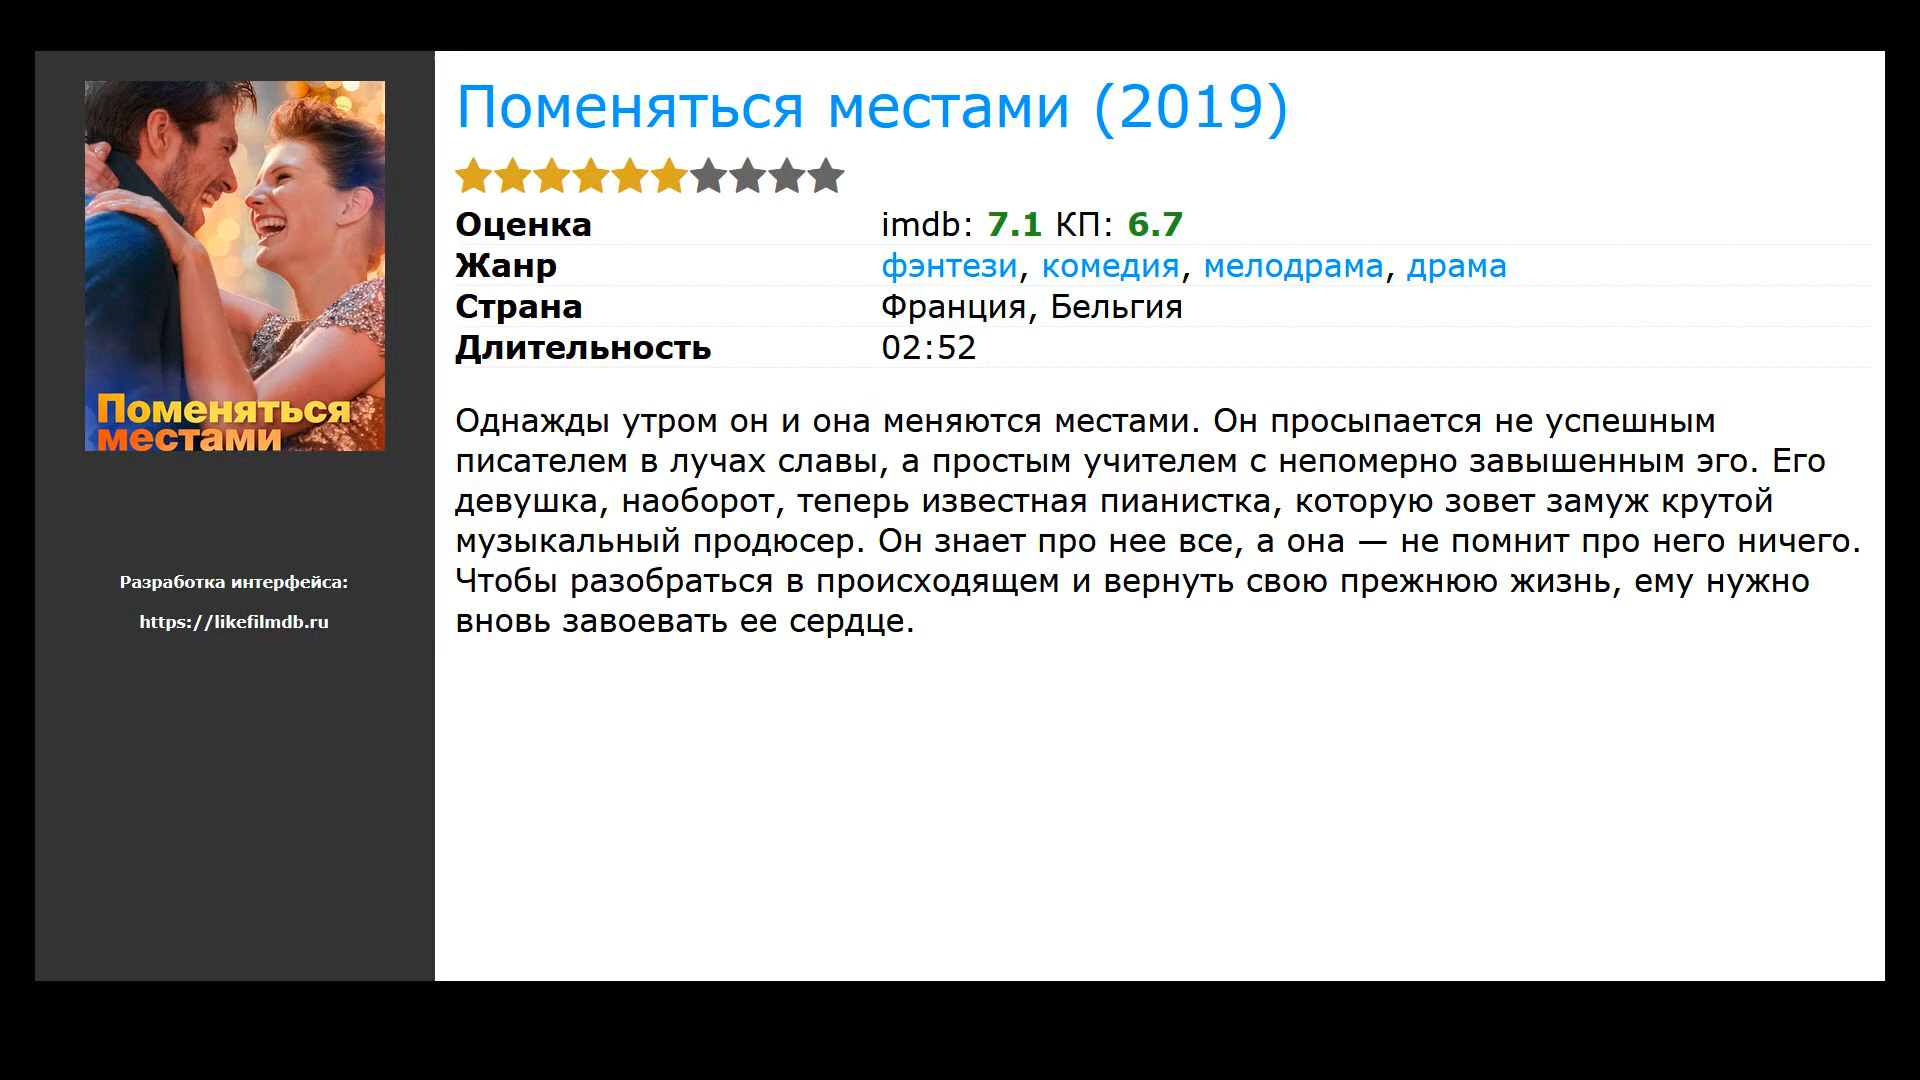 Поменяться
местами
Разработка интерфейса:
https://likefilmdb.ru
Поменяться местами (2019)
Оценка imdb: 7.1 КП: 6.7
Жанр фэнтези, комедия, мелодрама, драма
Страна Франция, Бельгия
Длительность 02:52
Однажды утром он и она меняются местами. Он просыпается не успешным
писателем в лучах славы, а простым учителем с непомерно завышенным эго. Его
девушка, наоборот, теперь известная пианистка, которую зовет замуж крутой
музыкальный продюсер. Он знает про нее все, а она — не помнит про него ничего.
Чтобы разобраться в происходящем и вернуть свою прежнюю жизнь, ему нужно
вновь завоевать ее сердце.